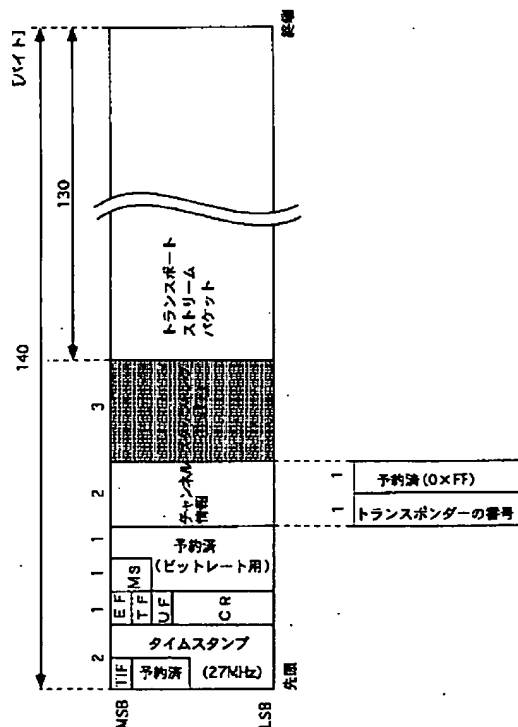 [バイト]
140
130
2
1
1
1
2
3
MSB
LSB
TIF
予約済
タイムスタンプ
(27MHz)
EF
TF
UF
CR
MS
予約済
(ビットレート用)
チャンネル
情報
トランスポート
ストリーム
パケット
先頭
終端
1
1
トランスポンダーの番号
予約済(0×FF)